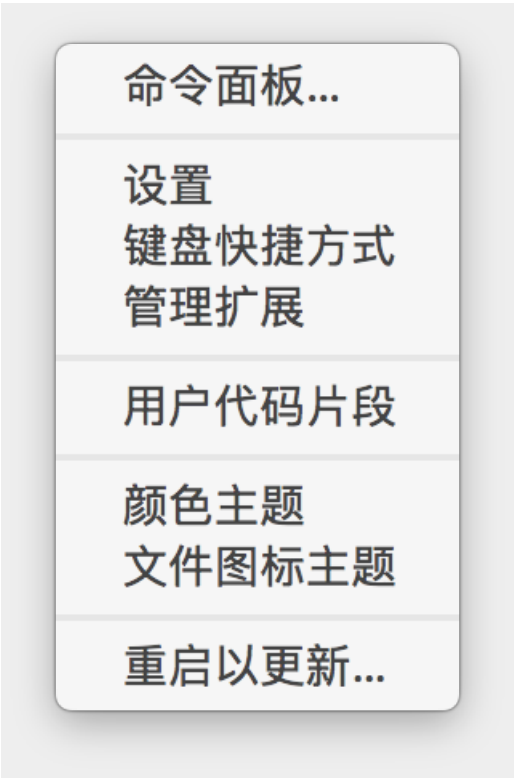 命令面板...
设置
键盘快捷方式
管理扩展
用户代码片段
颜色主题
文件图标主题
重启以更新...